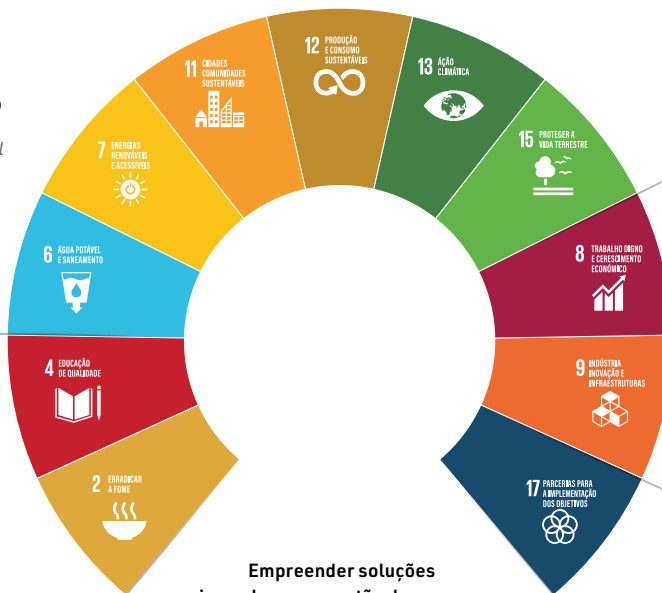 12 PRODUÇÃO
E CONSUMO
SUSTENTÁVEIS
11 CIDADES
COMUNIDADES
SUSTENTÁVEIS
13 AÇÃO
CLIMÁTICA
7 ENERGIAS
RENOVÁVEIS
E ACESSÍVEIS
15 PROTEGER A
VIDA TERRESTRE
6 ÁGUA POTÁVEL
E SANEAMENTO
8 TRABALHO DIGNO
E CERESCIMENTO
ECONÓMICO
4 EDUCAÇÃO
DE QUALIDADE
9 INDÚSTRIA
INOVAÇÃO E
INFRAESTRUTURAS
2 ERRADICAR
A FOME
17 PARCERIAS PARA
A IMPLEMENTAÇÃO
DOS OBJETIVOS
Empreender soluções